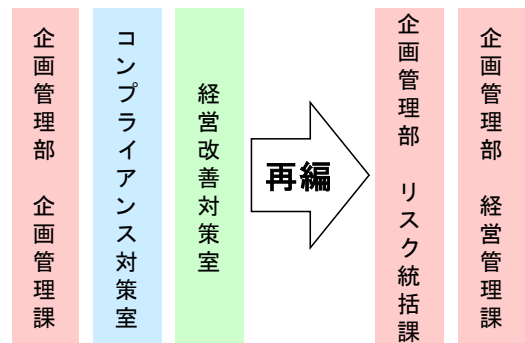 企画管理部　企画管理課
コンプライアンス対策室
経営改善対策室
再編
企画管理部　リスク統括課
企画管理部　経営管理課